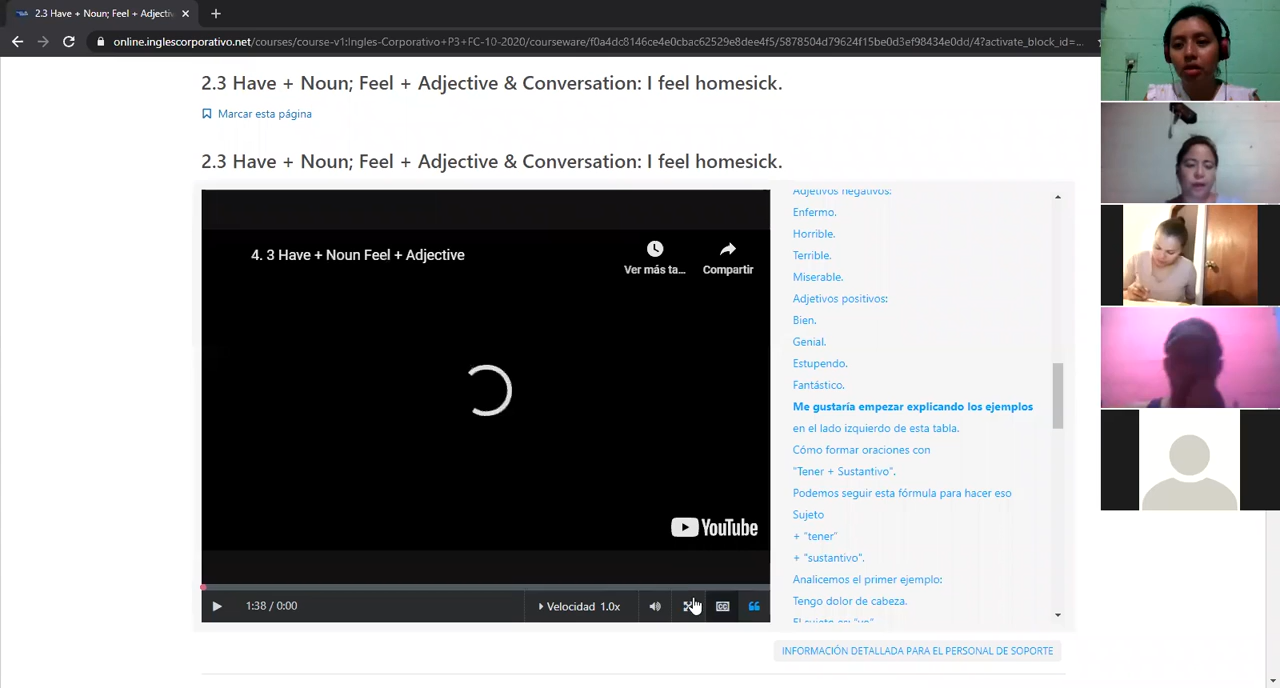 2.3 Have + Noun; Feel + Adjectiv
online.inglescorporativo.net/courses/course-v1:Ingles-Corporativo+P3+FC-10-2020/courseware/f0a4dc8146ce4e0cbac62529e8dee4f5/5878504d79624f15be0d3ef98434e0dd/4?activate_block_id=...
2.3 Have + Noun; Feel + Adjective & Conversation: I feel homesick.
Marcar esta página
2.3 Have + Noun; Feel + Adjective & Conversation: I feel homesick.
4. 3 Have + Noun Feel + Adjective
Ver más ta...
Compartir
YouTube
1:38 / 0:00
Velocidad 1.0x
Adjetivos negativos:
Enfermo.
Horrible.
Terrible.
Miserable.
Adjetivos positivos:
Bien.
Genial.
Estupendo.
Fantástico.
Me gustaría empezar explicando los ejemplos
en el lado izquierdo de esta tabla.
Cómo formar oraciones con
"Tener + Sustantivo".
Podemos seguir esta fórmula para hacer eso
Sujeto
+ "tener"
+ "sustantivo".
Analicemos el primer ejemplo:
Tengo dolor de cabeza.
El sujeto es: "yo"
INFORMACIÓN DETALLADA PARA EL PERSONAL DE SOPORTE